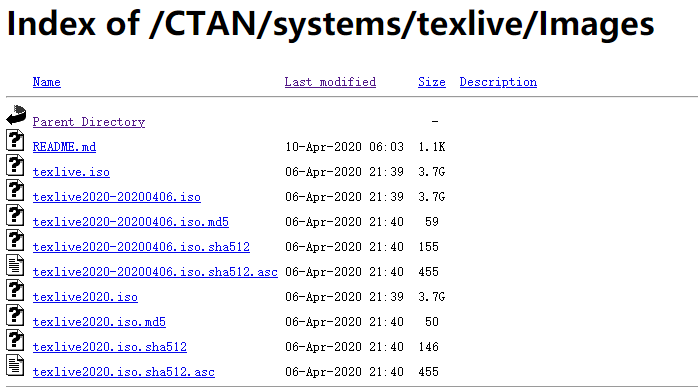 Index of /CTAN/systems/texlive/Images
Name Last modified Size Description
Parent Directory -
README.md 10-Apr-2020 06:03 1.1K
texlive.iso 06-Apr-2020 21:39 3.7G
texlive2020-20200406.iso 06-Apr-2020 21:39 3.7G
texlive2020-20200406.iso.md5 06-Apr-2020 21:40 59
texlive2020-20200406.iso.sha512 06-Apr-2020 21:40 155
texlive2020-20200406.iso.sha512.asc 06-Apr-2020 21:40 455
texlive2020.iso 06-Apr-2020 21:39 3.7G
texlive2020.iso.md5 06-Apr-2020 21:40 50
texlive2020.iso.sha512 06-Apr-2020 21:40 146
texlive2020.iso.sha512.asc 06-Apr-2020 21:40 455